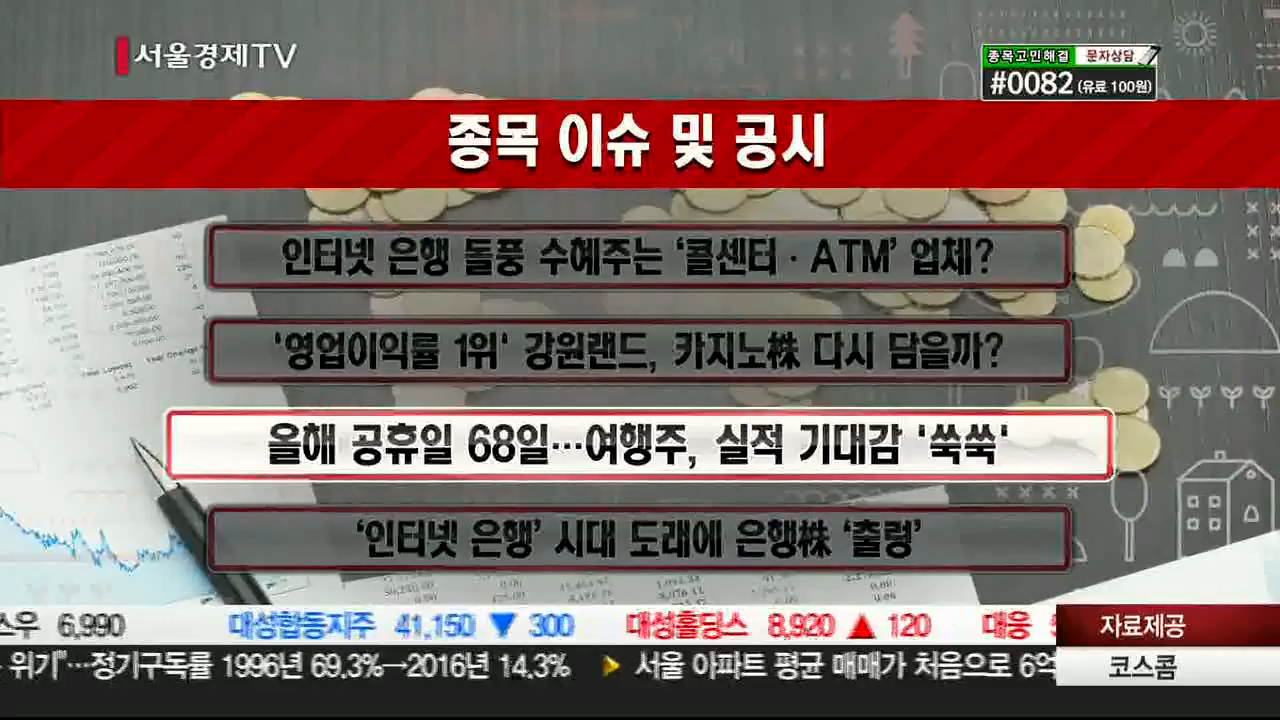 서울경제TV
종목고민해결 문자상담
#0082 (유료 100원)
종목 이슈 및 공시
인터넷 은행 돌풍 수혜주는 ‘콜센터 · ATM’ 업체?
'영업이익률 1위' 강원랜드, 카지노株 다시 담을까?
올해 공휴일 68일…여행주, 실적 기대감 '쑥쑥'
‘인터넷 은행’ 시대 도래에 은행株 ‘출렁’
스우 6,990 대성합동지주 41,150 ▼ 300 대성홀딩스 8,920 ▲ 120 대웅
자료제공
위기"…정기구독률 1996년 69.3%→2016년 14.3% ▶ 서울 아파트 평균 매매가 처음으로 6억
코스콤